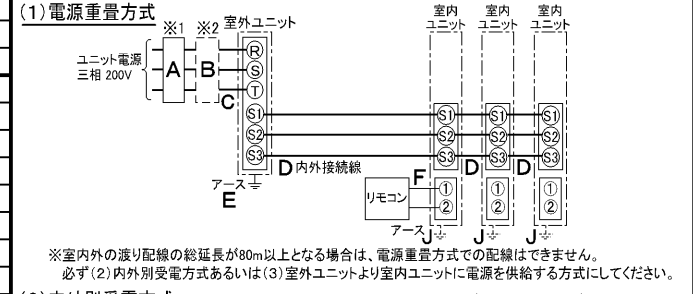 (1)電源重畳方式
※1 ※2 室外ユニット 室内ユニット 室内ユニット 室内ユニット
ユニット電源
三相 200V
A B C
R
S
T
S1 S1 S1 S1
S2 S2 S2 S2
S3 S3 S3 S3
D 内外接続線 D D
アース
E
リモコン F
① ① ①
② ② ②
アース J J J
※室内外の渡り配線の総延長が80m以上となる場合は、電源重畳方式での配線はできません。
必ず(2)内外別受電方式あるいは(3)室外ユニットより室内ユニットに電源を供給する方式にしてください。